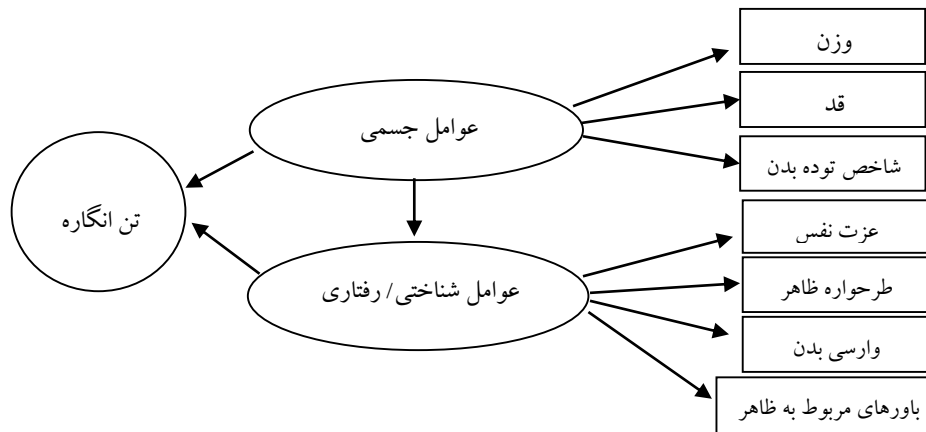 وزن
قد
عوامل جسمی
شاخص توده بدن
تن انگاره
عزت نفس
طرحواره ظاهر
عوامل شناختی/ رفتاری
وارسی بدن
باورهای مربوط به ظاهر